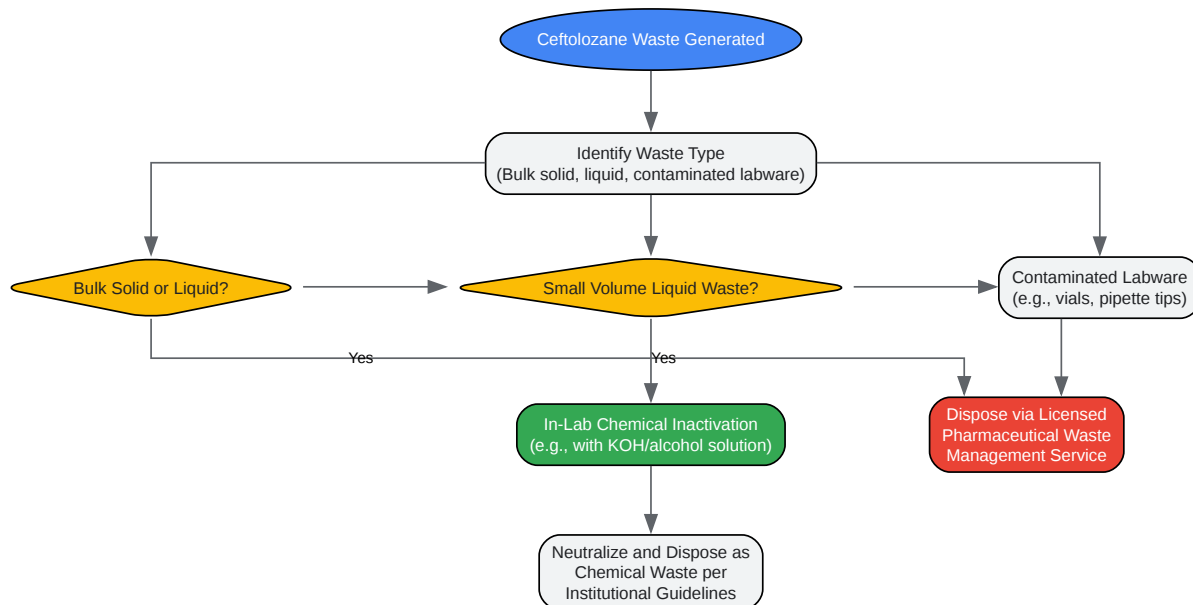 Ceftolozane Waste Generated
Identify Waste Type
(Bulk solid, liquid, contaminated labware)
Bulk Solid or Liquid?
Small Volume Liquid Waste?
Contaminated Labware
(e.g., vials, pipette tips)
Yes
Yes
In-Lab Chemical Inactivation
(e.g., with KOH/alcohol solution)
Dispose via Licensed
Pharmaceutical Waste
Management Service
Neutralize and Dispose as
Chemical Waste per
Institutional Guidelines